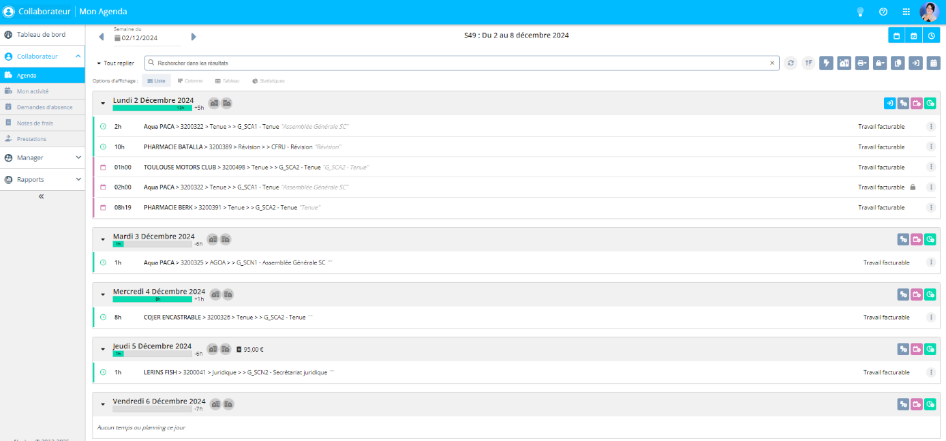 Collaborateur | Mon Agenda
Tableau de bord
Collaborateur
Agenda
Mon activité
Demandes d'absence
Notes de frais
Prestations
Manager
Rapports
«
Semaine du
02/12/2024
S49 : Du 2 au 8 décembre 2024
Tout replier
Rechercher dans les résultats
×
Options d'affichage :
Liste
Colonne
Tableau
Statistiques
Lundi 2 Décembre 2024
12h
+5h
2h Aqua PACA > 3200322 > Tenue > > G_SCA1 - Tenue "Assemblée Générale SC" Travail facturable
10h PHARMACIE BATALLA > 3200389 > Révision > > CFRU - Révision "Révision" Travail facturable
01h00 TOULOUSE MOTORS CLUB > 3200498 > Tenue > > G_SCA2 - Tenue "G_SCA2 - Tenue" Travail facturable
02h00 Aqua PACA > 3200322 > Tenue > > G_SCA1 - Tenue "Assemblée Générale SC" Travail facturable
08h19 PHARMACIE BERK > 3200391 > Tenue > > G_SCA2 - Tenue "Tenue" Travail facturable
Mardi 3 Décembre 2024
1h
-6h
1h Aqua PACA > 3200325 > AGOA > > G_SCN1 - Assemblée Générale SC "" Travail facturable
Mercredi 4 Décembre 2024
8h
+1h
8h COJER ENCASTRABLE > 3200326 > Tenue > > G_SCA2 - Tenue "" Travail facturable
Jeudi 5 Décembre 2024
1h
-6h
95,00 €
1h LERINS FISH > 3200041 > Juridique > > G_SCN2 - Secrétariat juridique "" Travail facturable
Vendredi 6 Décembre 2024
-7h
Aucun temps ou planning ce jour